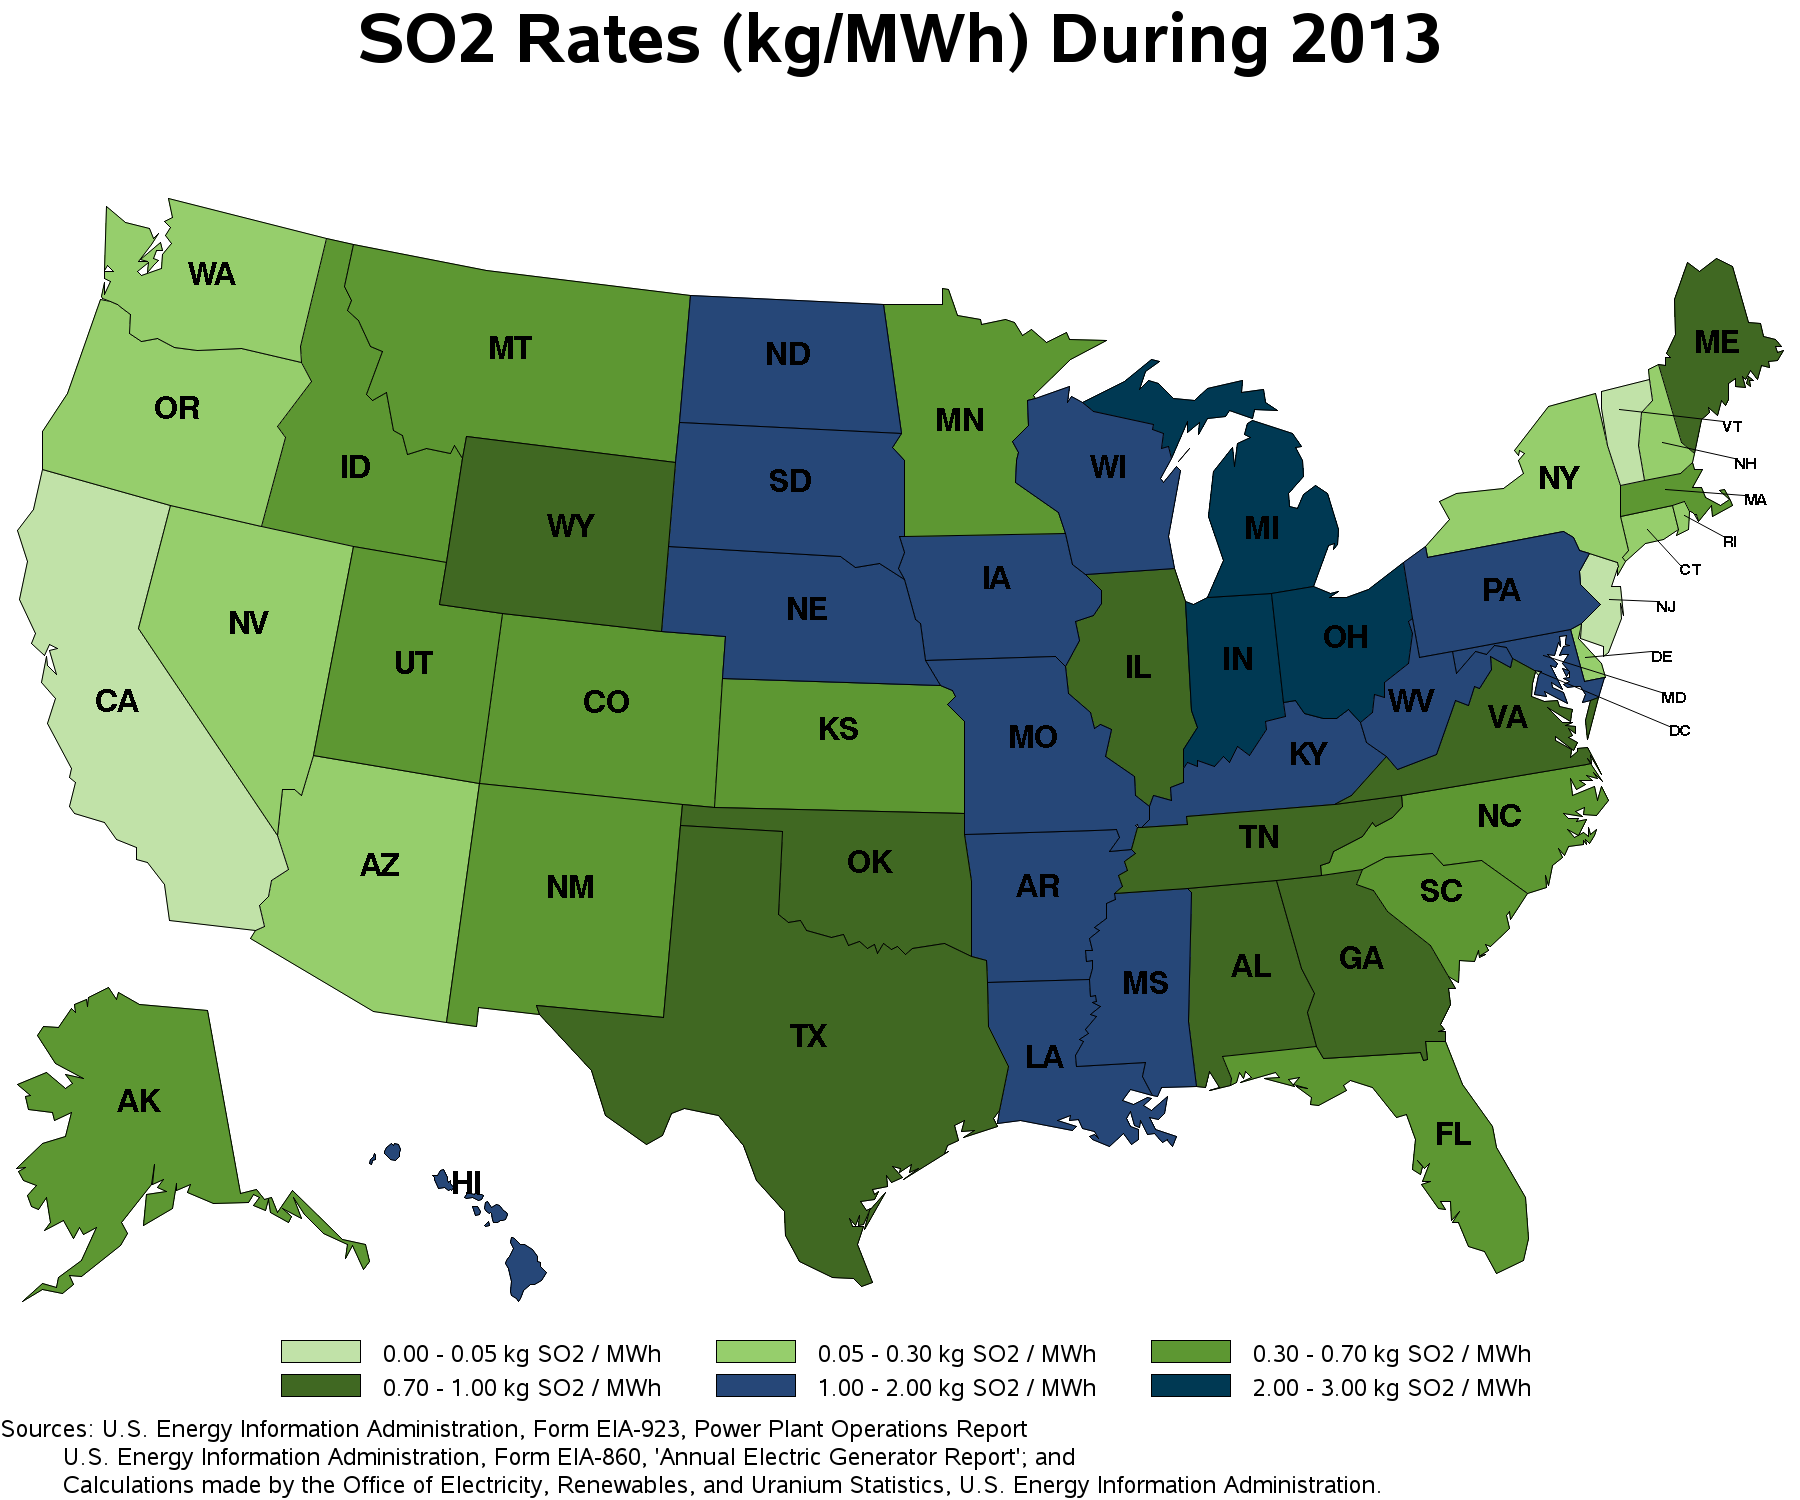 SO2 Rates (kg/MWh) During 2013
WA
MT
ND
ME
OR
MN
VT
ID
SD
WI
NH
NY
MA
WY
MI
RI
CT
IA
PA
NE
NJ
NV
OH
DE
UT
IN
IL
MD
CA
CO
WV
VA
KS
MO
DC
KY
NC
TN
AZ
OK
NM
AR
SC
GA
AL
MS
TX
LA
AK
FL
HI
0.00 - 0.05 kg SO2 / MWh 0.05 - 0.30 kg SO2 / MWh 0.30 - 0.70 kg SO2 / MWh
0.70 - 1.00 kg SO2 / MWh 1.00 - 2.00 kg SO2 / MWh 2.00 - 3.00 kg SO2 / MWh
Sources: U.S. Energy Information Administration, Form EIA-923, Power Plant Operations Report
U.S. Energy Information Administration, Form EIA-860, 'Annual Electric Generator Report'; and
Calculations made by the Office of Electricity, Renewables, and Uranium Statistics, U.S. Energy Information Administration.